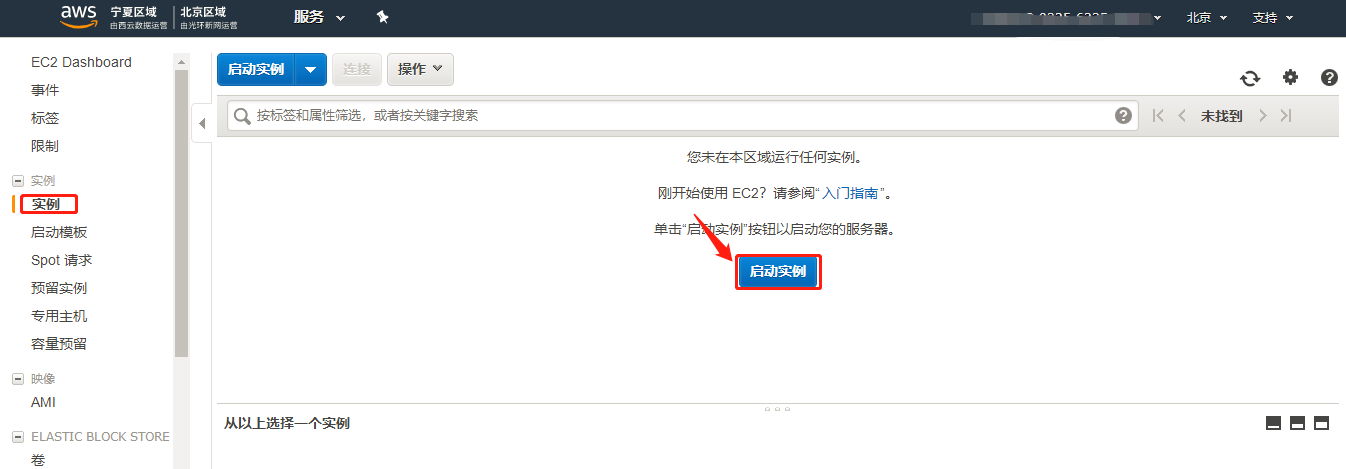 aws 宁夏区域 北京区域 服务 北京 支持
由西云数据运营 由光环新网运营
EC2 Dashboard
事件
标签
限制
实例
实例
启动模板
Spot 请求
预留实例
专用主机
容量预留
映像
AMI
ELASTIC BLOCK STORE
卷
启动实例 连接 操作
按标签和属性筛选，或者按关键字搜索 未找到
您未在本区域运行任何实例。
刚开始使用 EC2？请参阅“入门指南”。
单击“启动实例”按钮以启动您的服务器。
启动实例
从以上选择一个实例